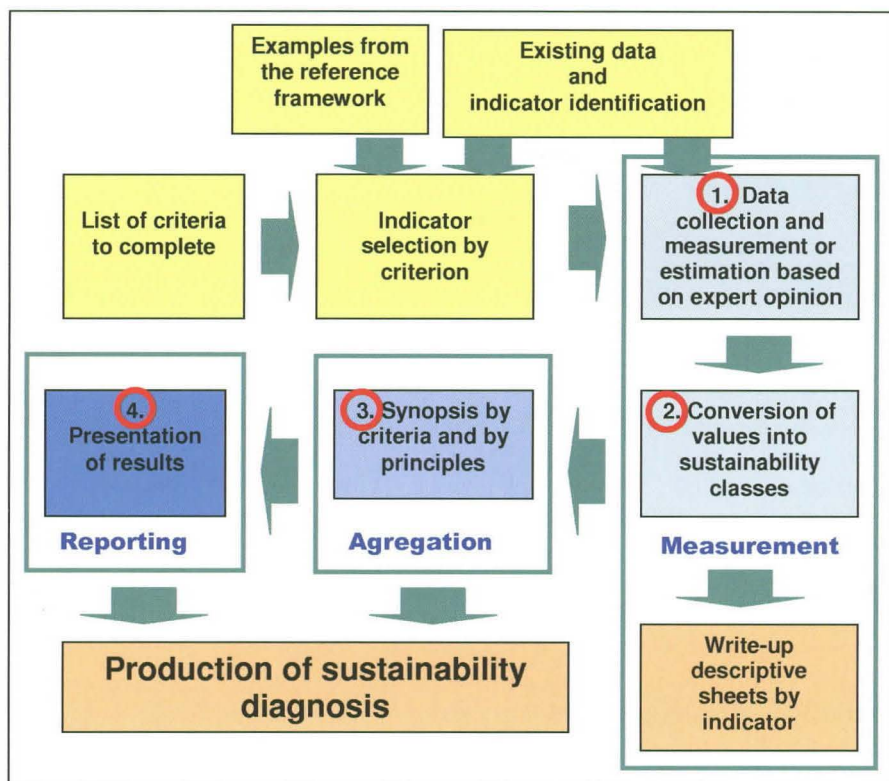 Examples from
the reference
framework
Existing data
and
indicator identification
List of criteria
to complete
Indicator
selection by
criterion
1. Data
collection and
measurement or
estimation based
on expert opinion
4.
Presentation
of results
Reporting
3. Synopsis by
criteria and by
principles
Agregation
2. Conversion of
values into
sustainability
classes
Measurement
Production of sustainability
diagnosis
Write-up
descriptive
sheets by
indicator